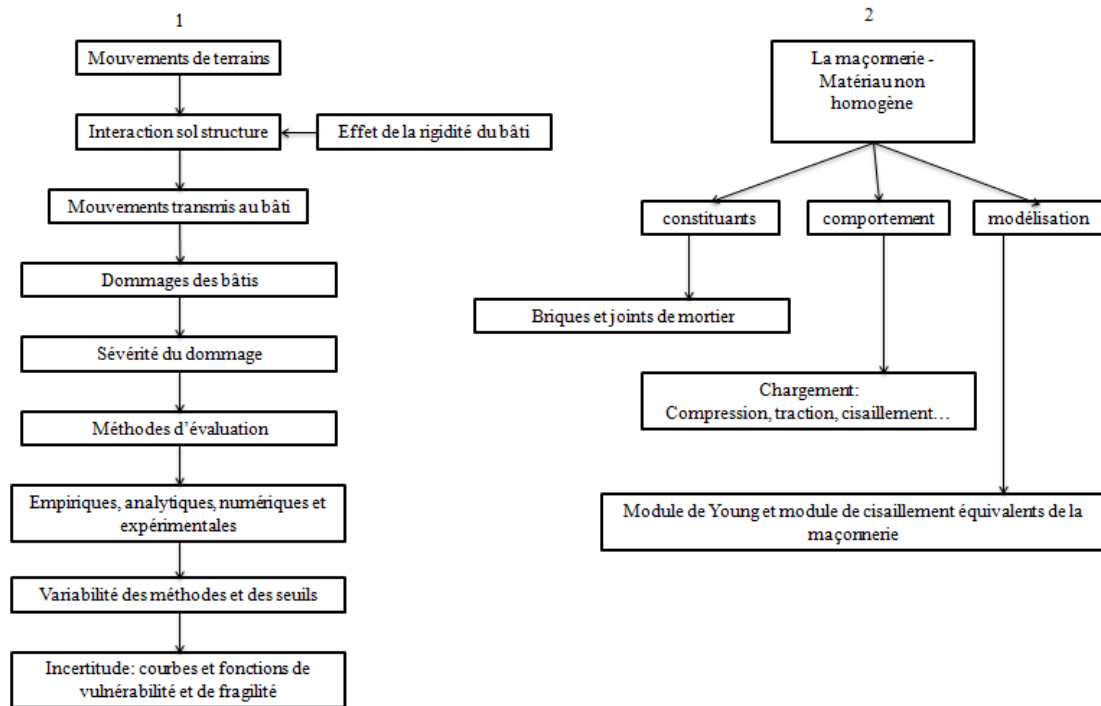 1
Mouvements de terrains
Interaction sol structure
Effet de la rigidité du bâti
Mouvements transmis au bâti
Dommages des bâtis
Sévérité du dommage
Méthodes d'évaluation
Empiriques, analytiques, numériques et
expérimentales
Variabilité des méthodes et des seuils
Incertitude: courbes et fonctions de
vulnérabilité et de fragilité
2
La maçonnerie -
Matériau non
homogène
constituants
comportement
modélisation
Briques et joints de mortier
Chargement:
Compression, traction, cisaillement…
Module de Young et module de cisaillement équivalents de la
maçonnerie